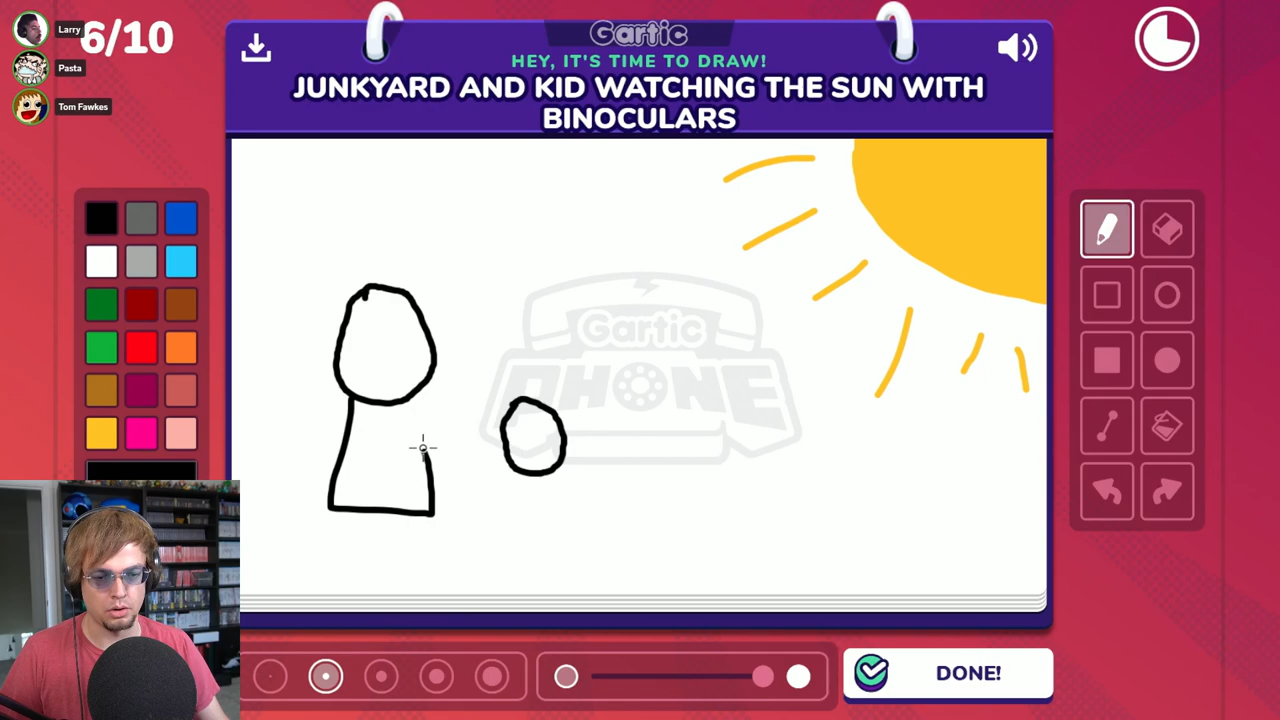 Larry
6/10
Pasta
Tom Fawkes
Gartic
HEY, IT'S TIME TO DRAW!
JUNKYARD AND KID WATCHING THE SUN WITH
BINOCULARS
Gartic
PHONE
DONE!